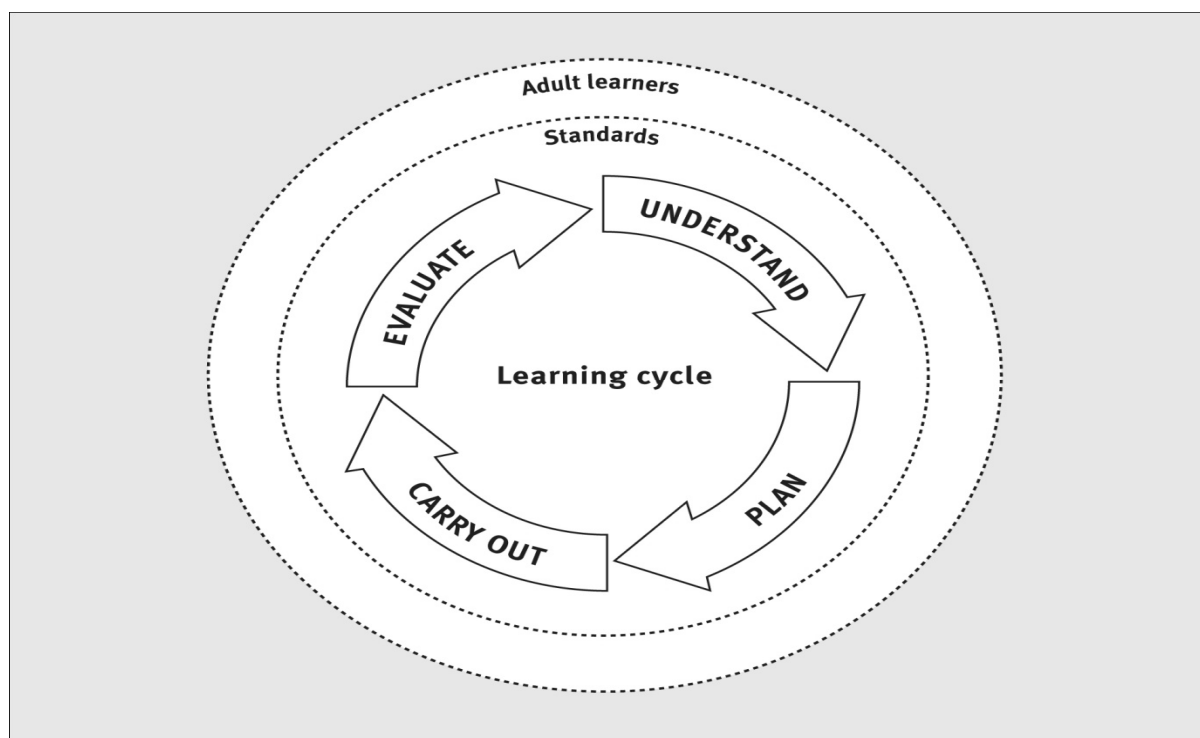 Adult learners
Standards
UNDERSTAND
PLAN
CARRY OUT
EVALUATE
Learning cycle